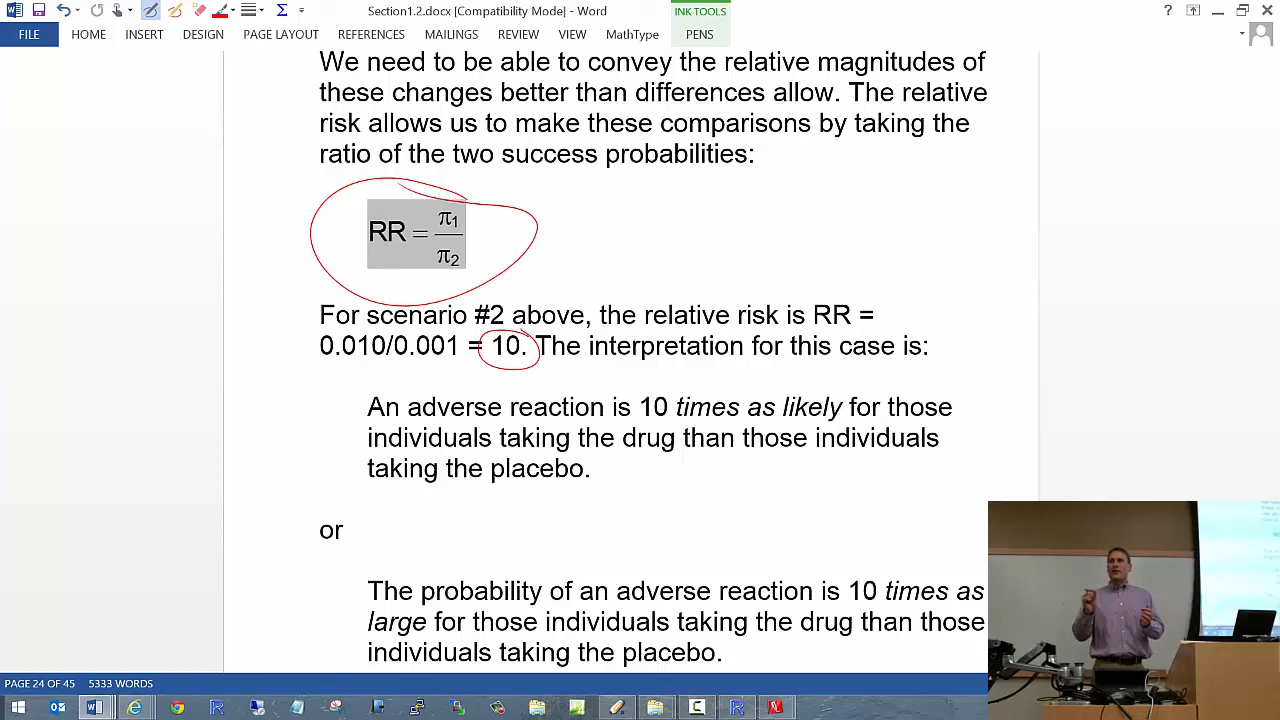 Section1.2.docx [Compatibility Mode] - Word
INK TOOLS
FILE HOME INSERT DESIGN PAGE LAYOUT REFERENCES MAILINGS REVIEW VIEW MathType PENS
We need to be able to convey the relative magnitudes of
these changes better than differences allow. The relative
risk allows us to make these comparisons by taking the
ratio of the two success probabilities:
RR = π1/π2
For scenario #2 above, the relative risk is RR =
0.010/0.001 = 10. The interpretation for this case is:
An adverse reaction is 10 times as likely for those
individuals taking the drug than those individuals
taking the placebo.
or
The probability of an adverse reaction is 10 times as
large for those individuals taking the drug than those
individuals taking the placebo.
PAGE 24 OF 45 5333 WORDS